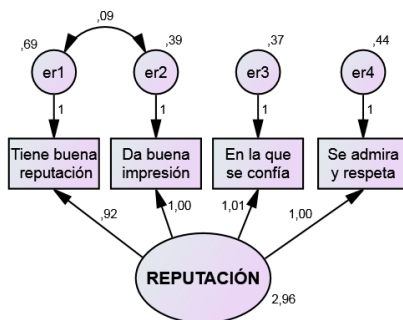 ,09
,69
,39
,37
,44
er1
er2
er3
er4
1
1
1
1
Tiene buena
reputación
Da buena
impresión
En la que
se confía
Se admira
y respeta
,92
1,00
1,01
1,00
REPUTACIÓN
2,96